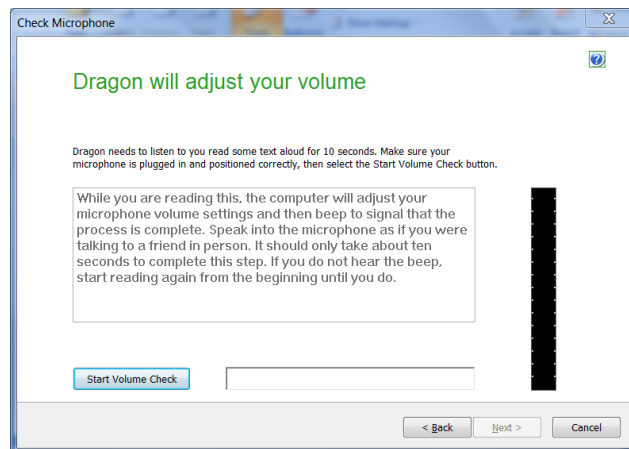 Check Microphone
Dragon will adjust your volume
Dragon needs to listen to you read some text aloud for 10 seconds. Make sure your
microphone is plugged in and positioned correctly, then select the Start Volume Check button.
While you are reading this, the computer will adjust your
microphone volume settings and then beep to signal that the
process is complete. Speak into the microphone as if you were
talking to a friend in person. It should only take about ten
seconds to complete this step. If you do not hear the beep,
start reading again from the beginning until you do.
Start Volume Check
< Back Next > Cancel